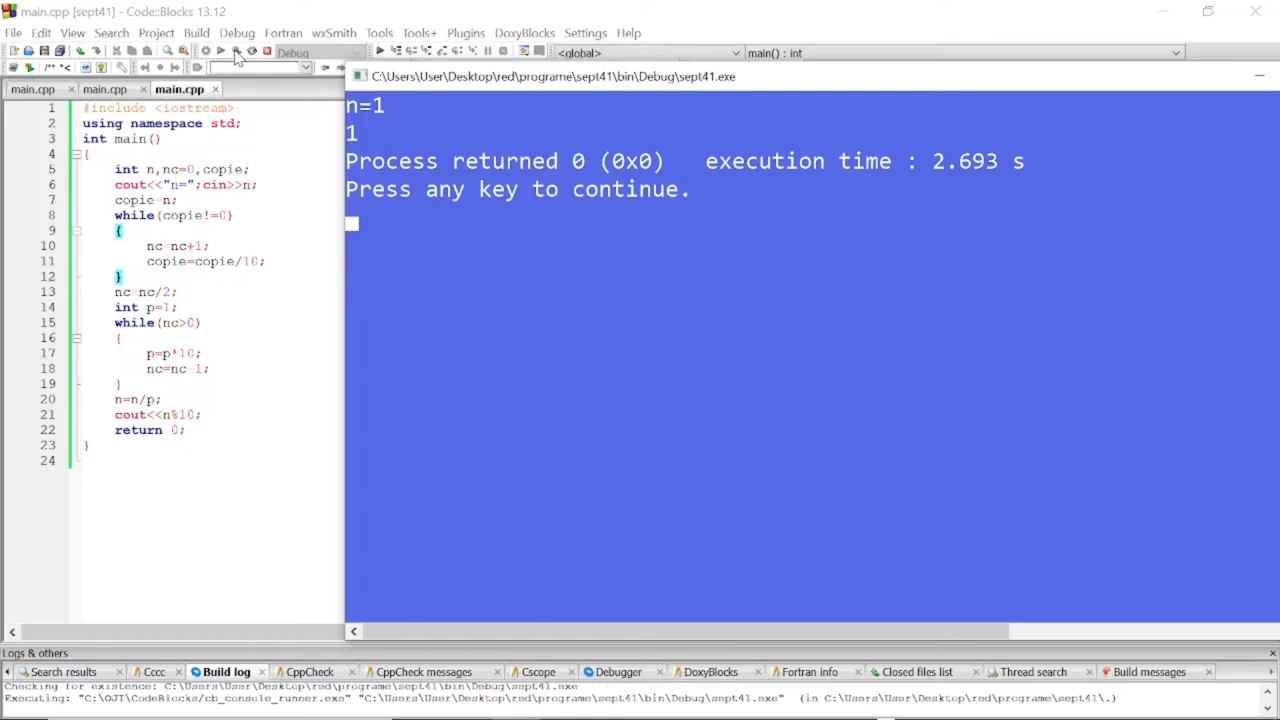 main.cpp [sept41] - Code::Blocks 13.12
File Edit View Search Project Build Debug Fortran wxSmith Tools Tools+ Plugins DoxyBlocks Settings Help
Debug <global> main() : int
main.cpp main.cpp main.cpp
C:\Users\User\Desktop\red\programe\sept41\bin\Debug\sept41.exe
1 #include <iostream>
2 using namespace std;
3 int main()
4 {
5 int n,nc=0,copie;
6 cout<<"n=";cin>>n;
7 copie=n;
8 while(copie!=0)
9 {
10 nc=nc+1;
11 copie=copie/10;
12 }
13 nc=nc/2;
14 int p=1;
15 while(nc>0)
16 {
17 p=p*10;
18 nc=nc-1;
19 }
20 n=n/p;
21 cout<<n%10;
22 return 0;
23 }
24
n=1
1
Process returned 0 (0x0) execution time : 2.693 s
Press any key to continue.
Logs & others
Search results Cccc Build log CppCheck CppCheck messages Cscope Debugger DoxyBlocks Fortran info Closed files list Thread search Build messages
Checking for existence: C:\Users\User\Desktop\red\programe\sept41\bin\Debug\sept41.exe
Executing: "C:\OJI\CodeBlocks/cb_console_runner.exe" "C:\Users\User\Desktop\red\programe\sept41\bin\Debug\sept41.exe" (in C:\Users\User\Desktop\red\programe\sept41\.)